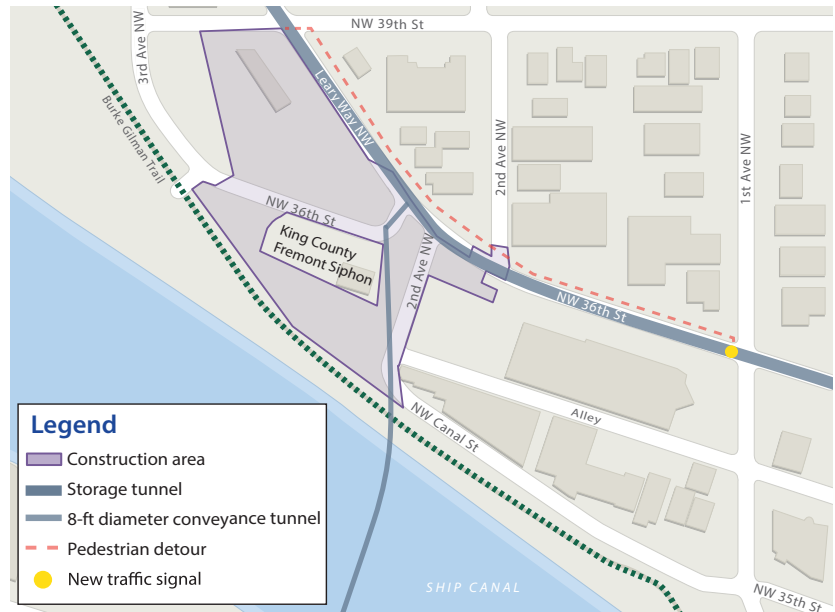 NW 39th St
3rd Ave NW
Leary Way NW
Burke Gilman Trail
2nd Ave NW
1st Ave NW
NW 36th St
King County
Fremont Siphon
2nd Ave NW
NW 36th St
Alley
NW Canal St
NW 35th St
SHIP CANAL
Legend
Construction area
Storage tunnel
8-ft diameter conveyance tunnel
Pedestrian detour
New traffic signal